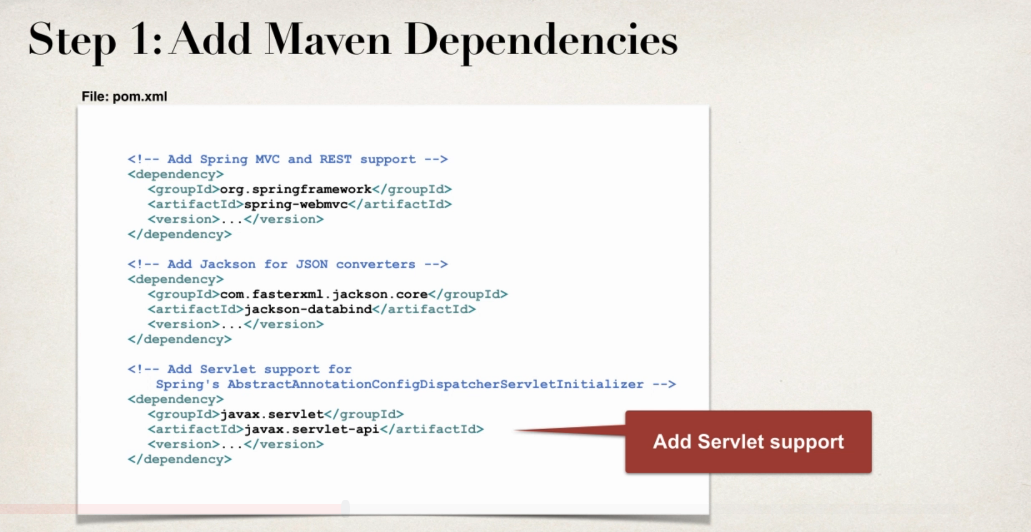 Step 1: Add Maven Dependencies
File: pom.xml
<!-- Add Spring MVC and REST support -->
<dependency>
<groupId>org.springframework</groupId>
<artifactId>spring-webmvc</artifactId>
<version>...</version>
</dependency>
<!-- Add Jackson for JSON converters -->
<dependency>
<groupId>com.fasterxml.jackson.core</groupId>
<artifactId>jackson-databind</artifactId>
<version>...</version>
</dependency>
<!-- Add Servlet support for
Spring's AbstractAnnotationConfigDispatcherServletInitializer -->
<dependency>
<groupId>javax.servlet</groupId>
<artifactId>javax.servlet-api</artifactId>
<version>...</version>
</dependency>
Add Servlet support